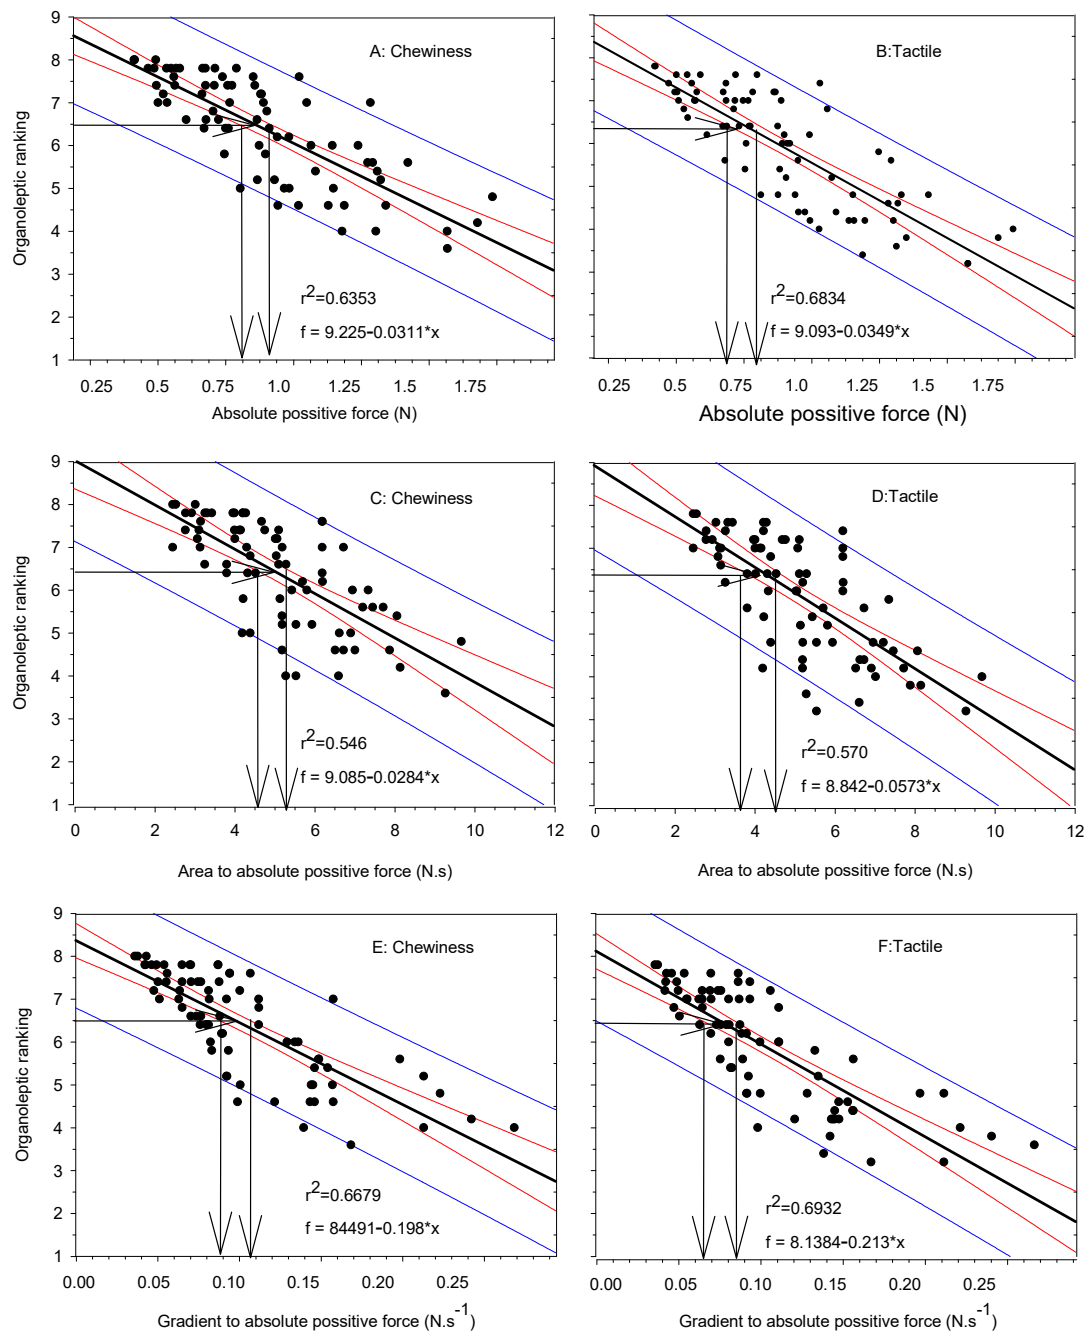 9
8
7
6
5
4
3
2
1
Organoleptic ranking
A: Chewiness
r2=0.6353
f = 9.225-0.0311*x
0.25 0.5 0.75 1.0 1.25 1.5 1.75
Absolute possitive force (N)
B:Tactile
r2=0.6834
f = 9.093-0.0349*x
0.25 0.5 0.75 1.0 1.25 1.5 1.75
Absolute possitive force (N)
9
8
7
6
5
4
3
2
1
Organoleptic ranking
C: Chewiness
r2=0.546
f = 9.085-0.0284*x
0 2 4 6 8 10 12
Area to absolute possitive force (N.s)
D:Tactile
r2=0.570
f = 8.842-0.0573*x
0 2 4 6 8 10 12
Area to absolute possitive force (N.s)
9
8
7
6
5
4
3
2
1
Organoleptic ranking
E: Chewiness
r2=0.6679
f = 84491-0.198*x
0.00 0.05 0.10 0.15 0.20 0.25
Gradient to absolute possitive force (N.s-1)
F:Tactile
r2=0.6932
f = 8.1384-0.213*x
0.00 0.05 0.10 0.15 0.20 0.25
Gradient to absolute possitive force (N.s-1)